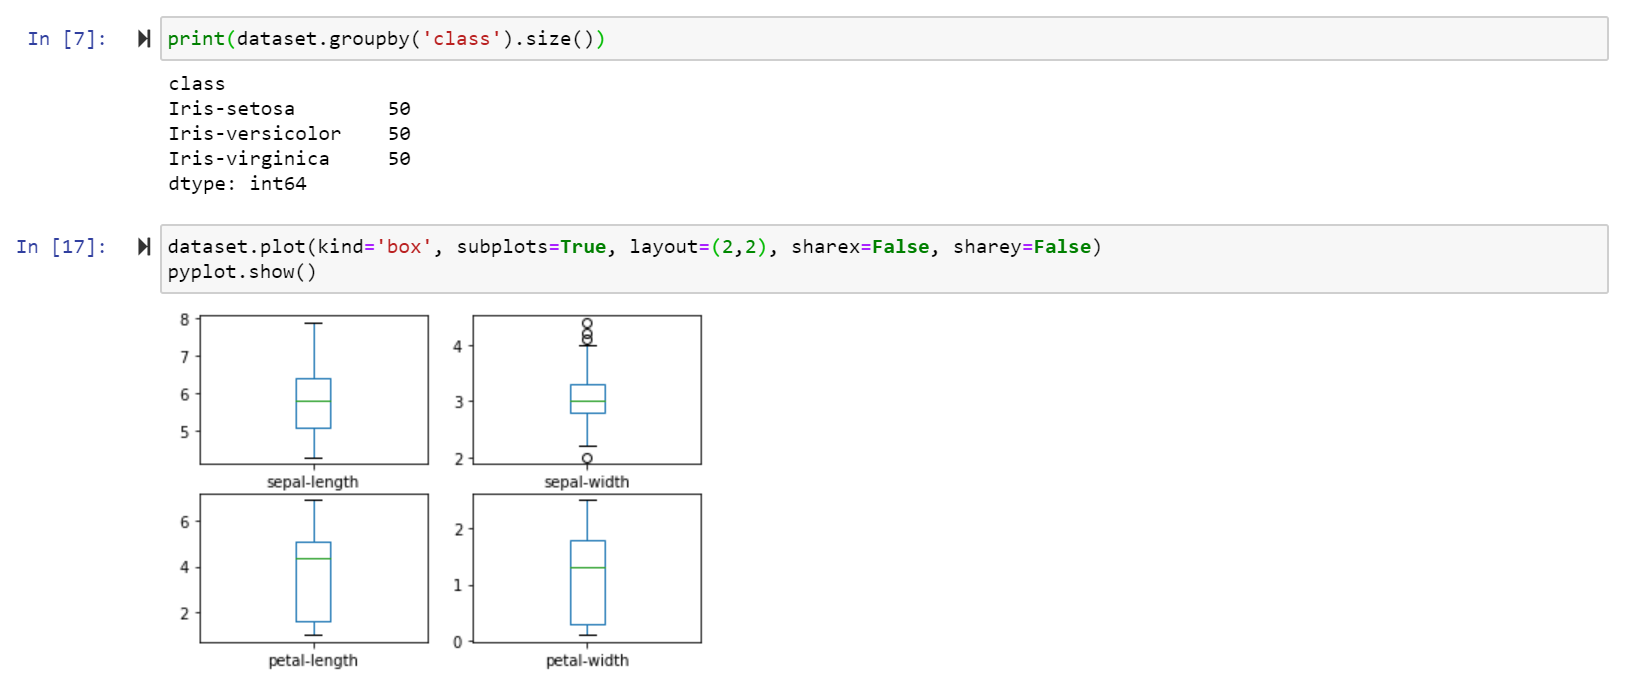 In [7]: print(dataset.groupby('class').size())
class
Iris-setosa 50
Iris-versicolor 50
Iris-virginica 50
dtype: int64
In [17]: dataset.plot(kind='box', subplots=True, layout=(2,2), sharex=False, sharey=False)
pyplot.show()
8
7
6
5
sepal-length
4
3
2
sepal-width
6
4
2
petal-length
2
1
0
petal-width